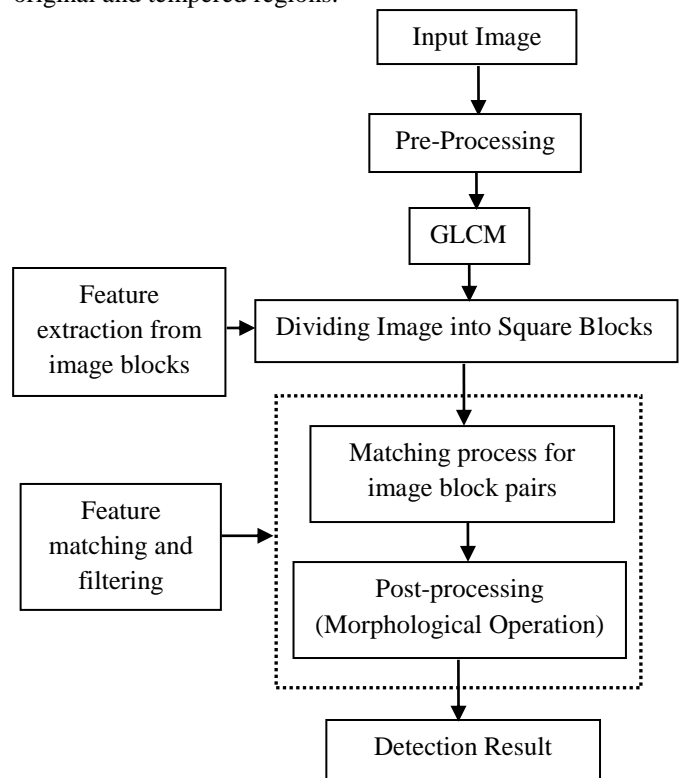 original and tempered regions.
Input Image
Pre-Processing
GLCM
Feature
extraction from
image blocks
Dividing Image into Square Blocks
Matching process for
image block pairs
Feature
matching and
filtering
Post-processing
(Morphological Operation)
Detection Result